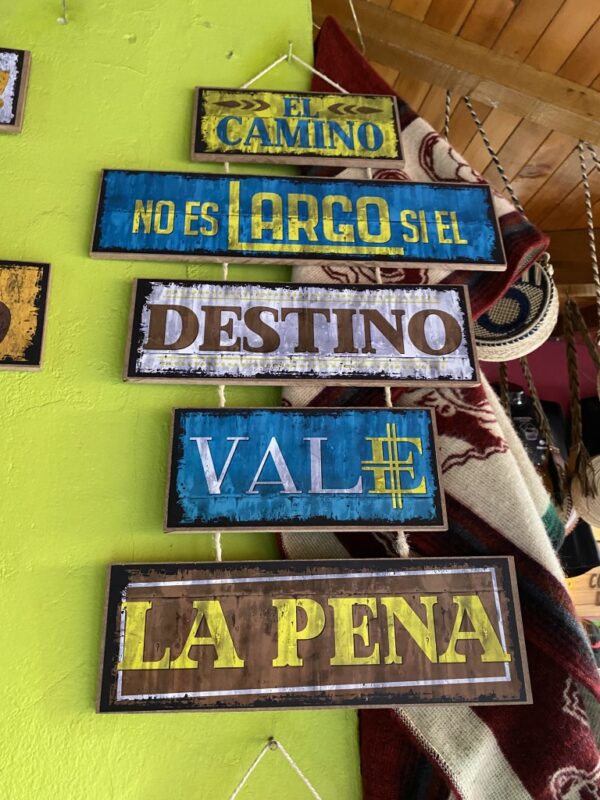 EL
CAMINO
NO ES LARGO SI EL
DESTINO
VALE
LA PENA